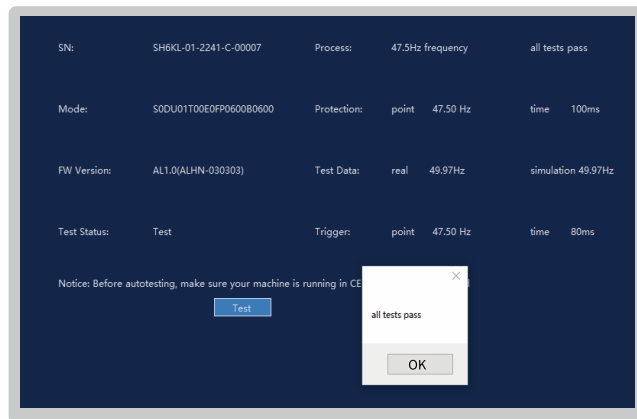 SN: SH6KL-01-2241-C-00007 Process: 47.5Hz frequency all tests pass
Mode: S0DU01T00E0FP0600B0600 Protection: point 47.50 Hz time 100ms
FW Version: AL1.0(ALHN-030303) Test Data: real 49.97Hz simulation 49.97Hz
Test Status: Test Trigger: point 47.50 Hz time 80ms
Notice: Before autotesting, make sure your machine is running in CE
Test
all tests pass
OK